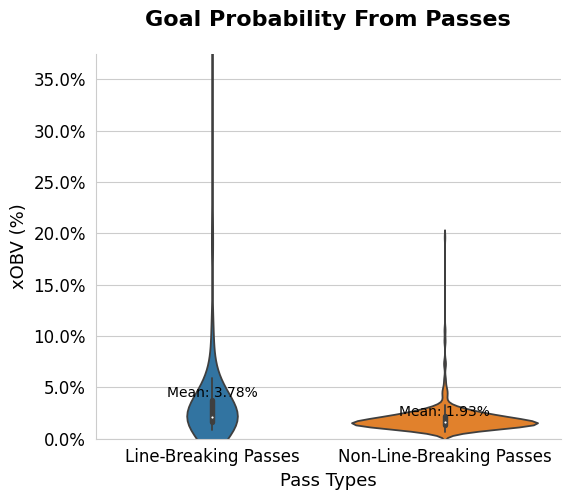 Goal Probability From Passes
35.0%
30.0%
25.0%
20.0%
15.0%
10.0%
5.0%
0.0%
xOBV (%)
Mean: 3.78%
Mean: 1.93%
Line-Breaking Passes
Non-Line-Breaking Passes
Pass Types